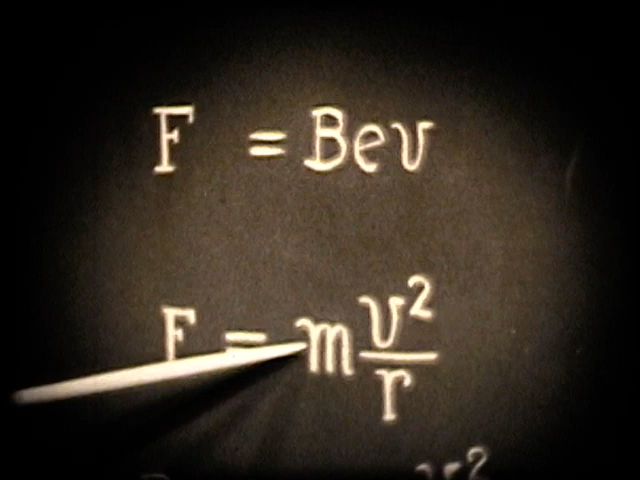 F = Bev
F = m v²/r